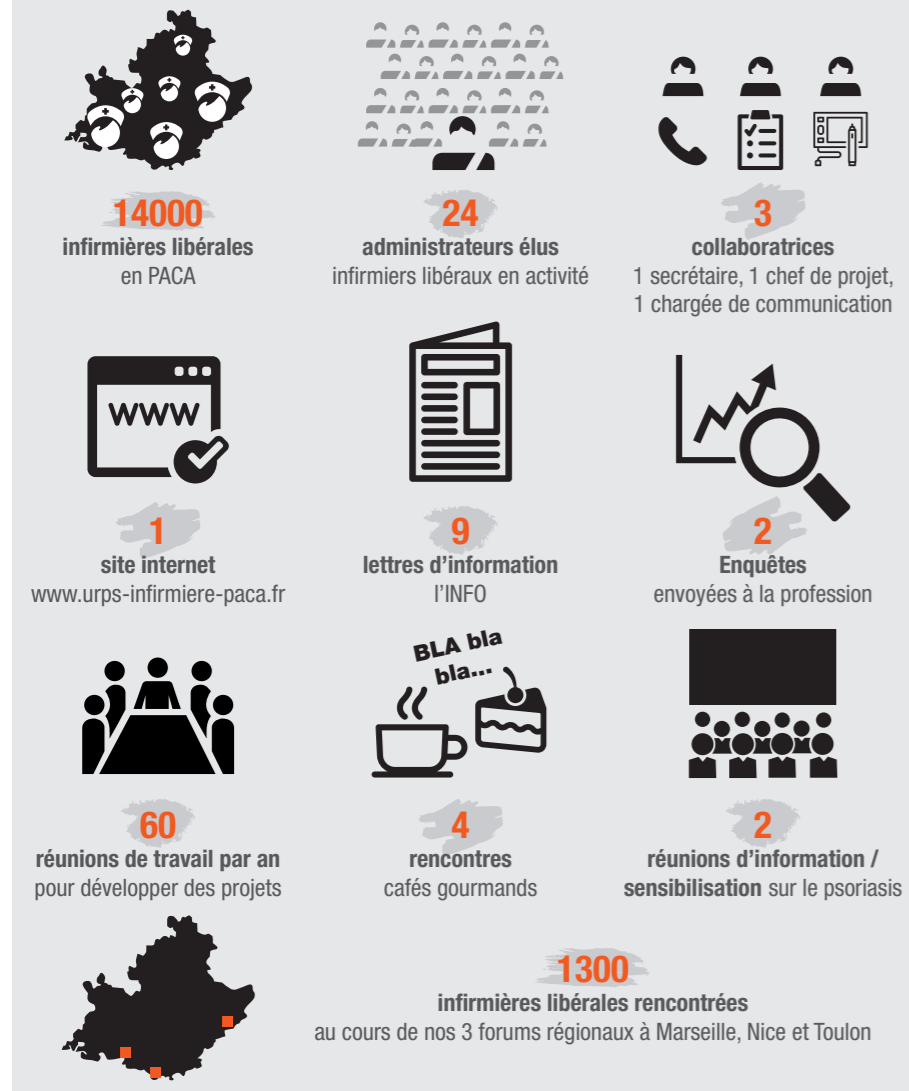 14000
infirmières libérales
en PACA
24
administrateurs élus
infirmiers libéraux en activité
3
collaboratrices
1 secrétaire, 1 chef de projet,
1 chargée de communication
www
1
site internet
www.urps-infirmiere-paca.fr
9
lettres d'information
l'INFO
2
Enquêtes
envoyées à la profession
60
réunions de travail par an
pour développer des projets
BLA bla
bla...
4
rencontres
cafés gourmands
2
réunions d'information /
sensibilisation sur le psoriasis
1300
infirmières libérales rencontrées
au cours de nos 3 forums régionaux à Marseille, Nice et Toulon